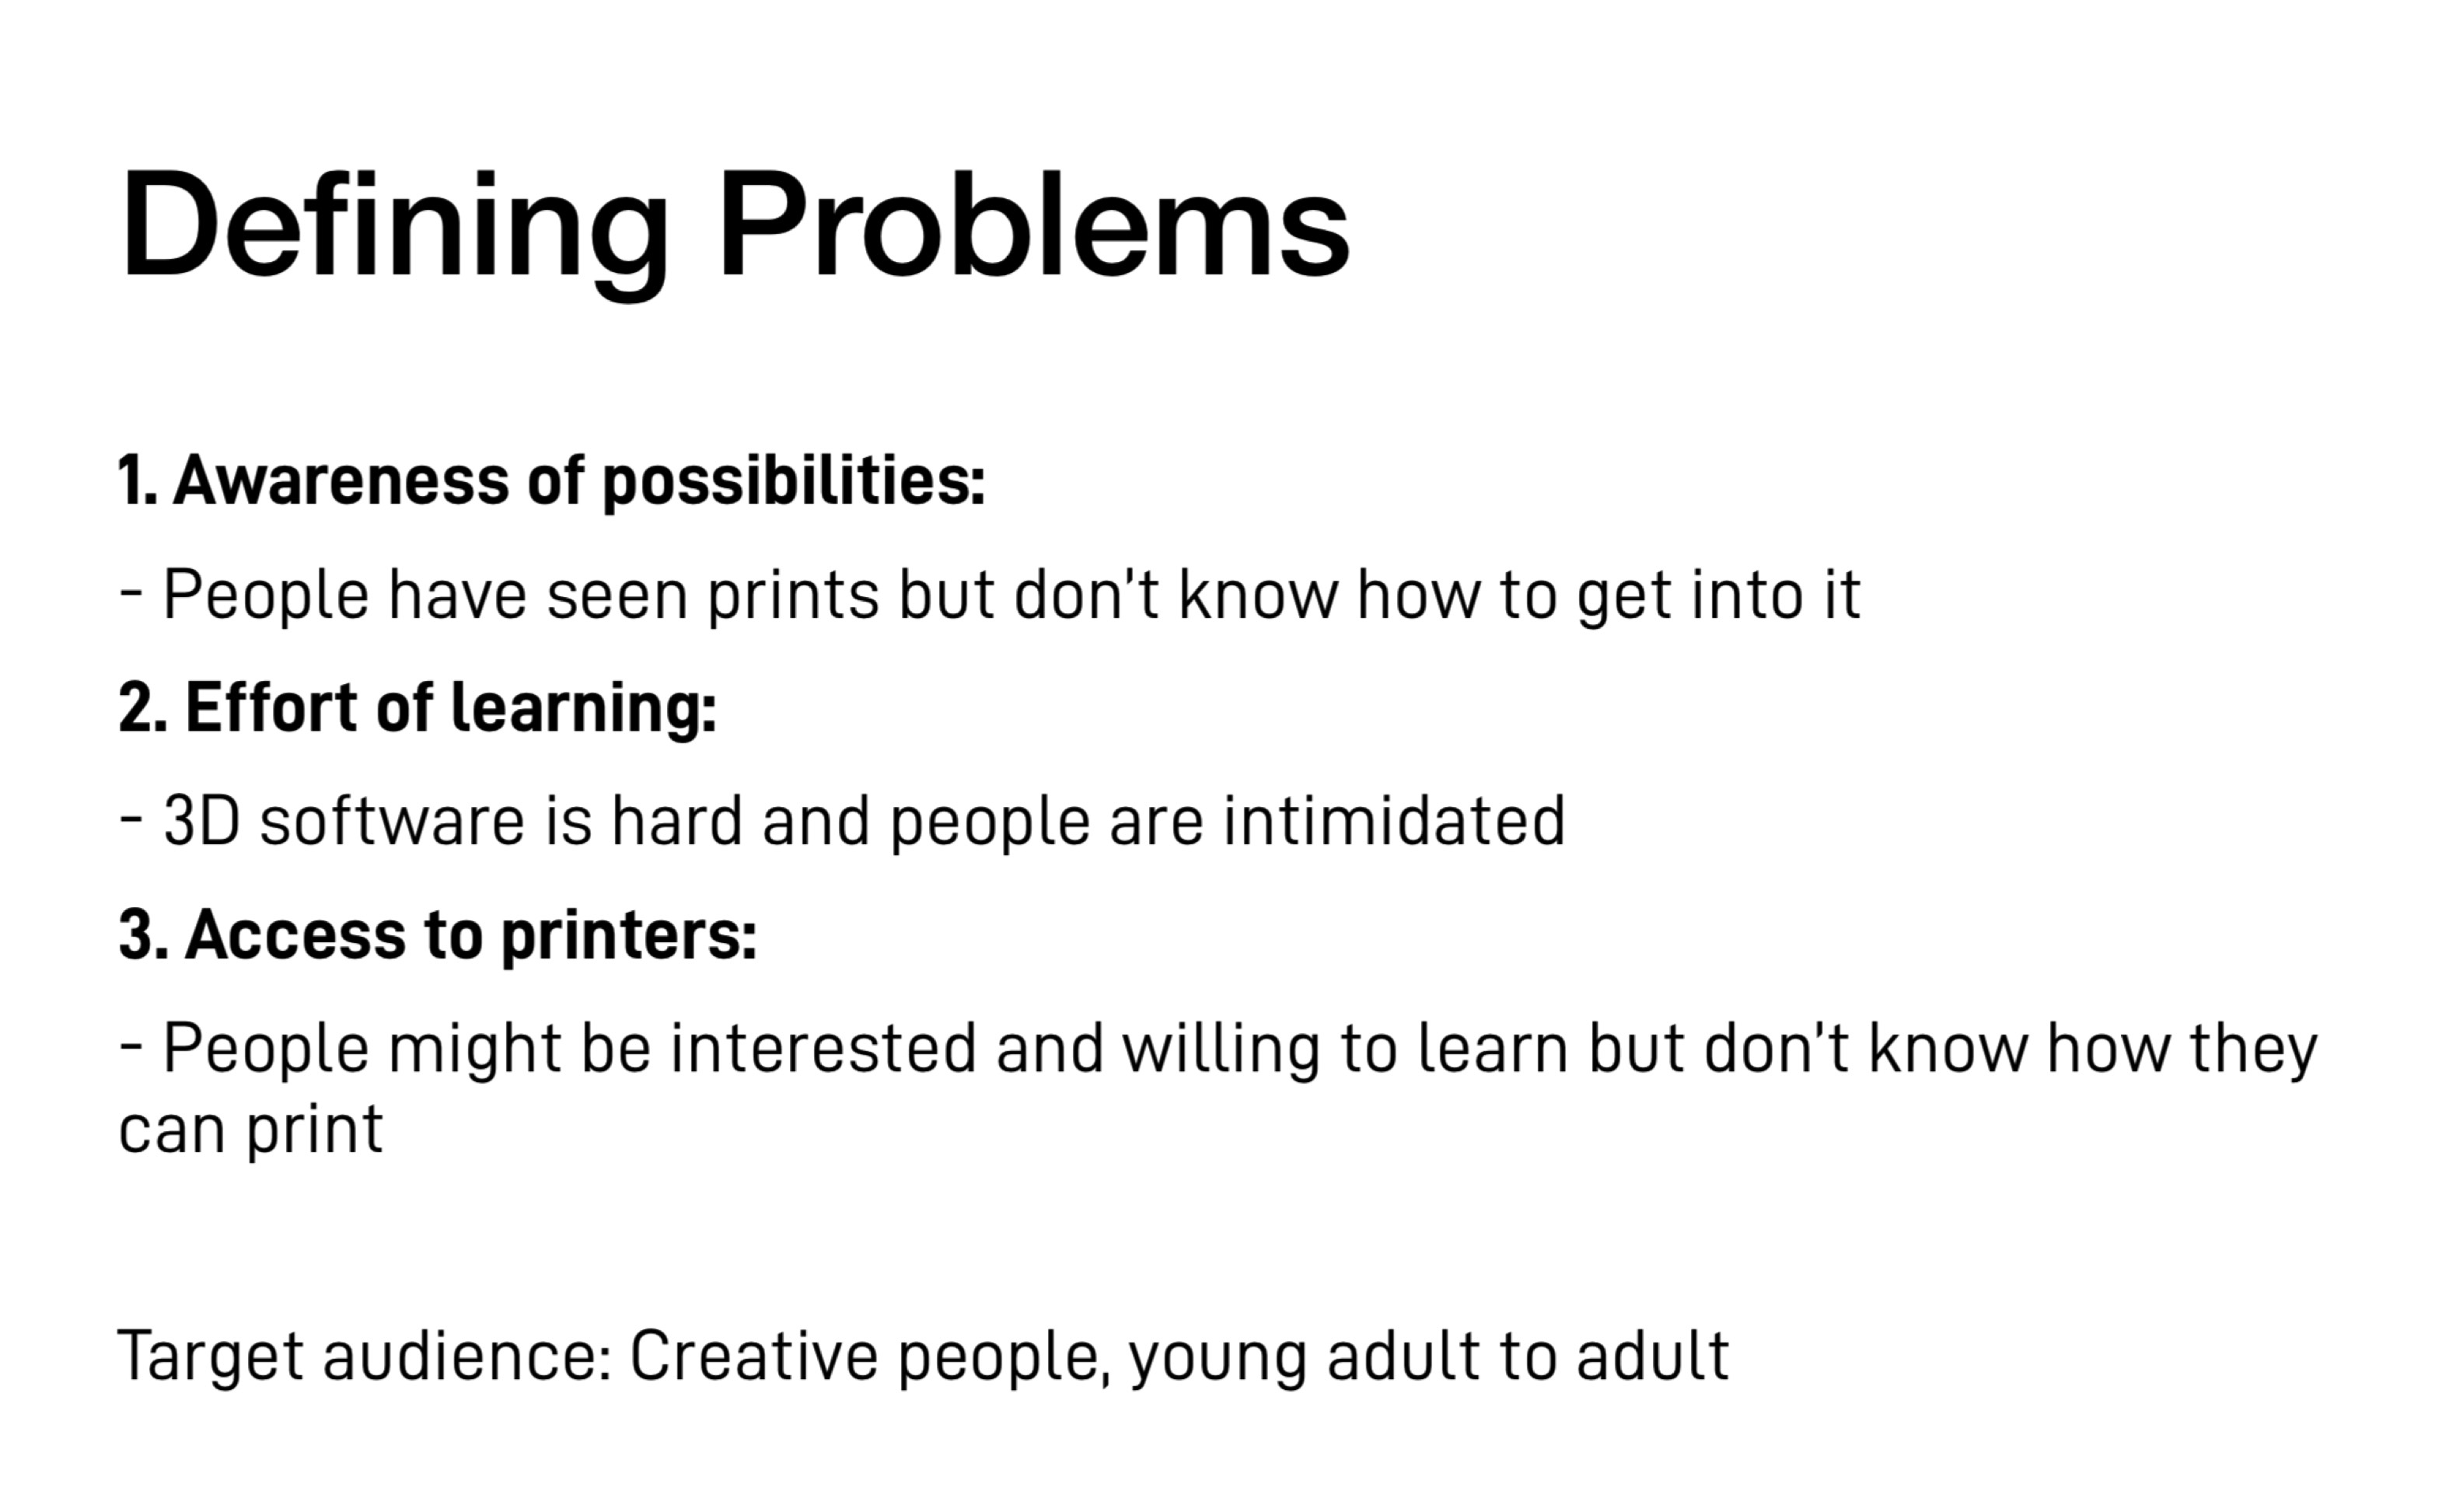 Defining Problems
1. Awareness of possibilities:
- People have seen prints but don't know how to get into it
2. Effort of learning:
- 3D software is hard and people are intimidated
3. Access to printers:
- People might be interested and willing to learn but don't know how they
can print
Target audience: Creative people, young adult to adult